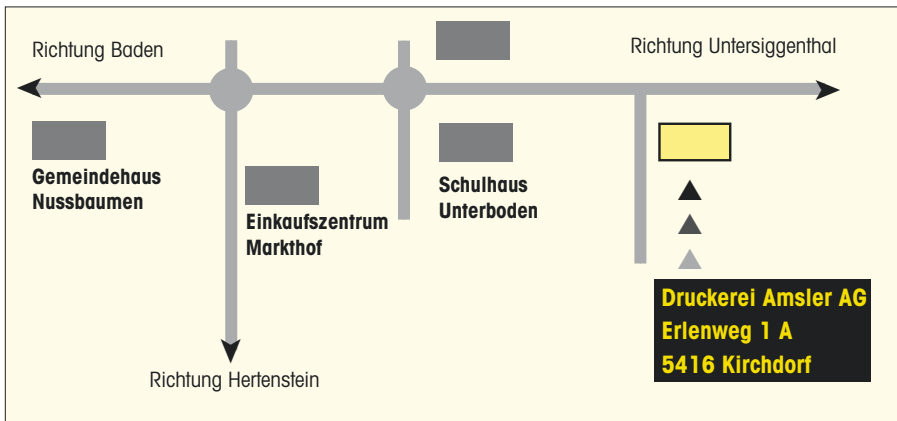 Richtung Baden
Richtung Untersiggenthal
Gemeindehaus
Nussbaumen
Einkaufszentrum
Markthof
Schulhaus
Unterboden
Druckerei Amsler AG
Erlenweg 1 A
5416 Kirchdorf
Richtung Hertenstein